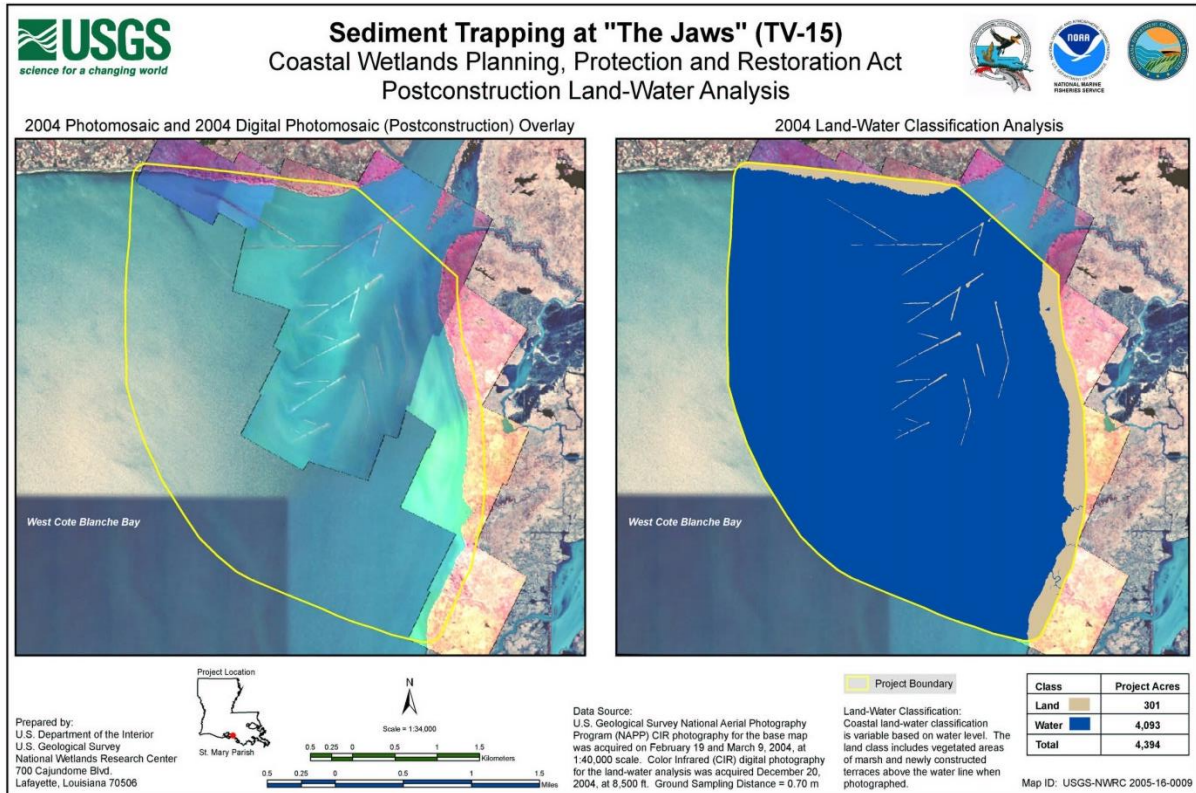 USGS
science for a changing world
Sediment Trapping at "The Jaws" (TV-15)
Coastal Wetlands Planning, Protection and Restoration Act
Postconstruction Land-Water Analysis
NOAA
NATIONAL MARINE
FISHERIES SERVICE
2004 Photomosaic and 2004 Digital Photomosaic (Postconstruction) Overlay
West Cote Blanche Bay
2004 Land-Water Classification Analysis
West Cote Blanche Bay
Prepared by:
U.S. Department of the Interior
U.S. Geological Survey
National Wetlands Research Center
700 Cajundome Blvd.
Lafayette, Louisiana 70506
Project Location
St. Mary Parish
N
Scale = 1:34,000
0.5 0.25 0 0.5 1 1.5
Kilometers
0.5 0.25 0 0.5 1 1.5
Miles
Data Source:
U.S. Geological Survey National Aerial Photography
Program (NAPP) CIR photography for the base map
was acquired on February 19 and March 9, 2004, at
1:40,000 scale. Color Infrared (CIR) digital photography
for the land-water analysis was acquired December 20,
2004, at 8,500 ft. Ground Sampling Distance = 0.70 m
Project Boundary
Land-Water Classification:
Coastal land-water classification
is variable based on water level. The
land class includes vegetated areas
of marsh and newly constructed
terraces above the water line when
photographed.
Class Project Acres
Land 301
Water 4,093
Total 4,394
Map ID: USGS-NWRC 2005-16-0009